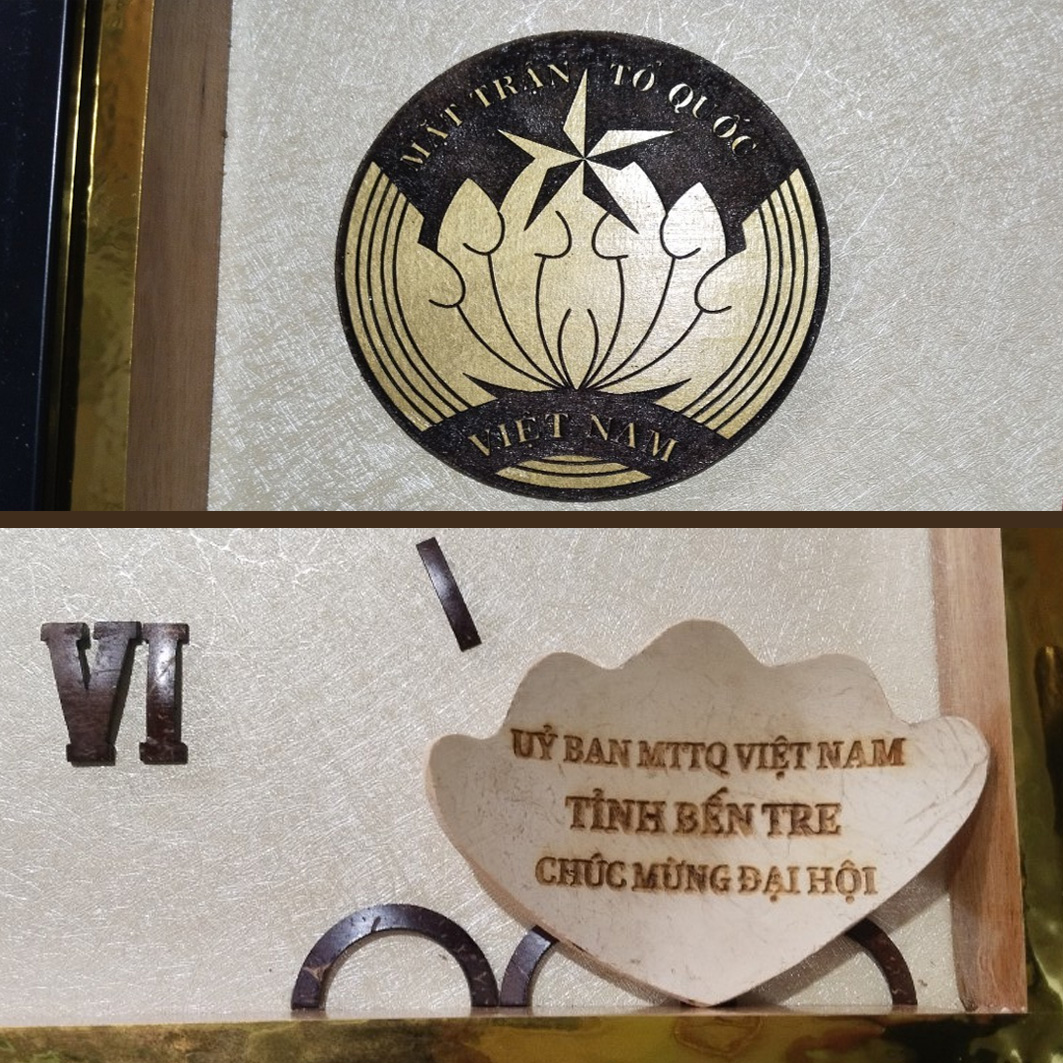 MẶT TRẬN TỔ QUỐC
VIỆT NAM
VI
UỶ BAN MTTQ VIỆT NAM
TỈNH BẾN TRE
CHÚC MỪNG ĐẠI HỘI